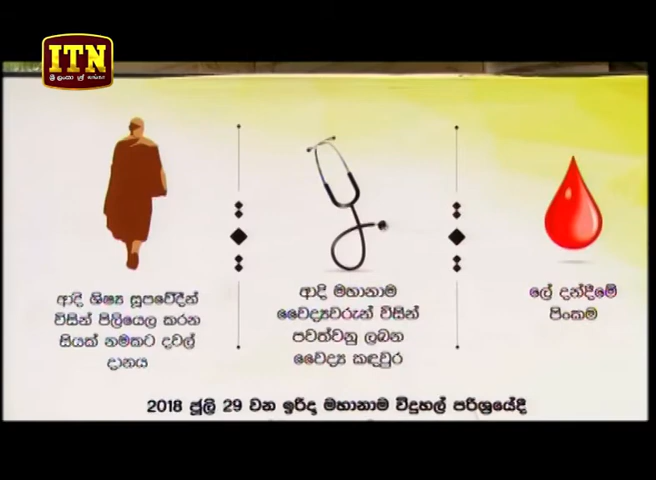 ITN
ශ්‍රී ලංකා
ආදි ශිෂ්‍ය සූපවේදීන්
විසින් පිලියෙල කරන
සියක් නමකට දවල්
දානය
ආදි මහානාම
වෛද්‍යවරුන් විසින්
පවත්වනු ලබන
වෛද්‍ය කඳවුර
ලේ දන්දීමේ
පිංකම
2018 ජූලි 29 වන ඉරිදා මහානාම විදුහල් පරිශ්‍රයේදී